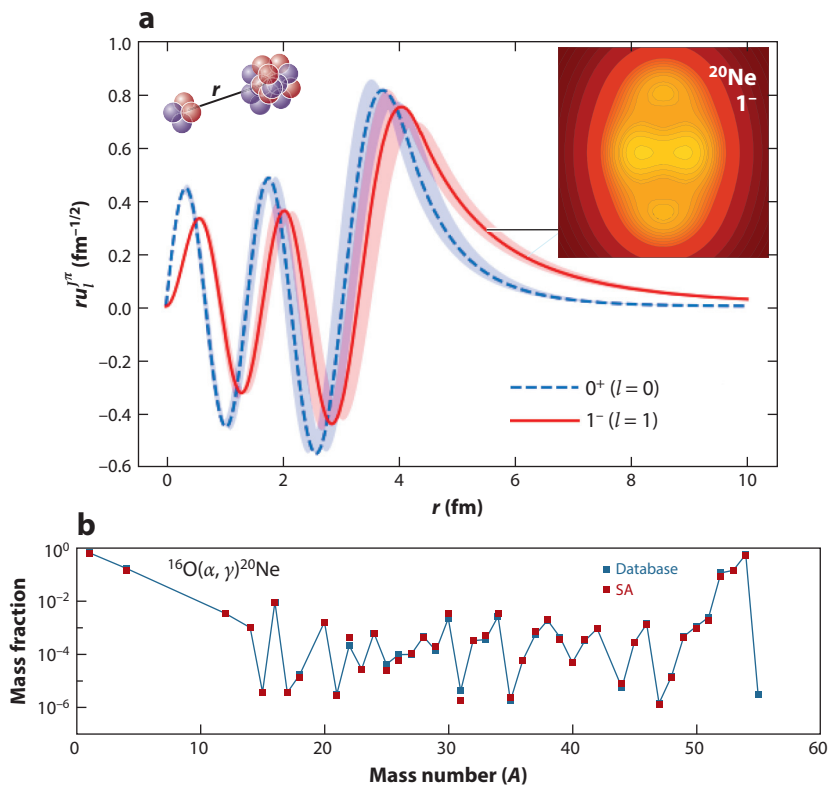 a
1.0
0.8
0.6
0.4
0.2
0.0
–0.2
–0.4
–0.6
ru_l^{J^π} (fm^{–1/2})
r
²⁰Ne
1⁻
0⁺ (l = 0)
1⁻ (l = 1)
0 2 4 6 8 10
r (fm)
b
10⁰
10⁻²
10⁻⁴
10⁻⁶
Mass fraction
¹⁶O(α, γ)²⁰Ne
Database
SA
0 10 20 30 40 50 60
Mass number (A)